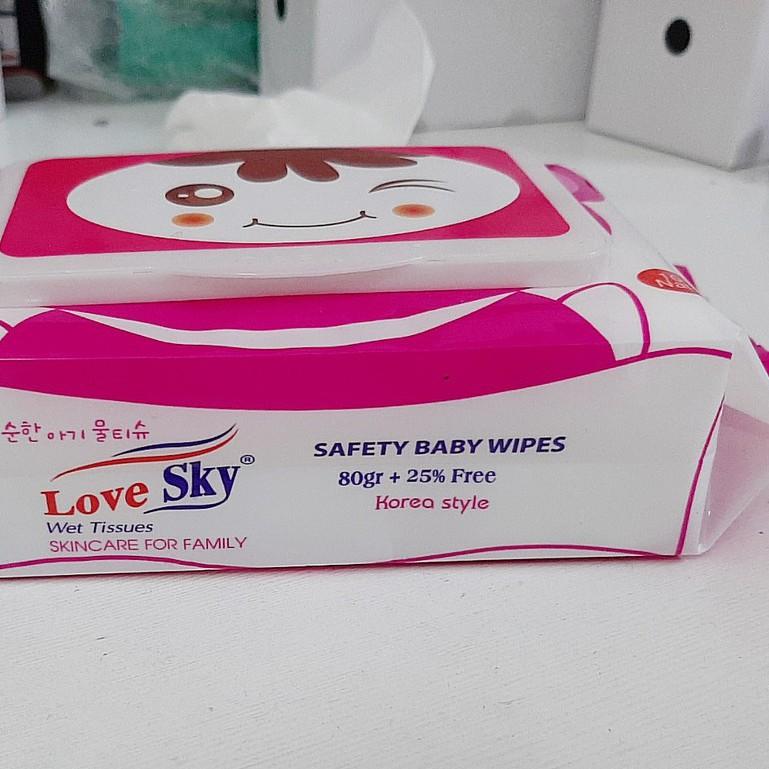 순한 아기 물티슈
Love Sky®
Wet Tissues
SKINCARE FOR FAMILY
SAFETY BABY WIPES
80gr + 25% Free
Korea style